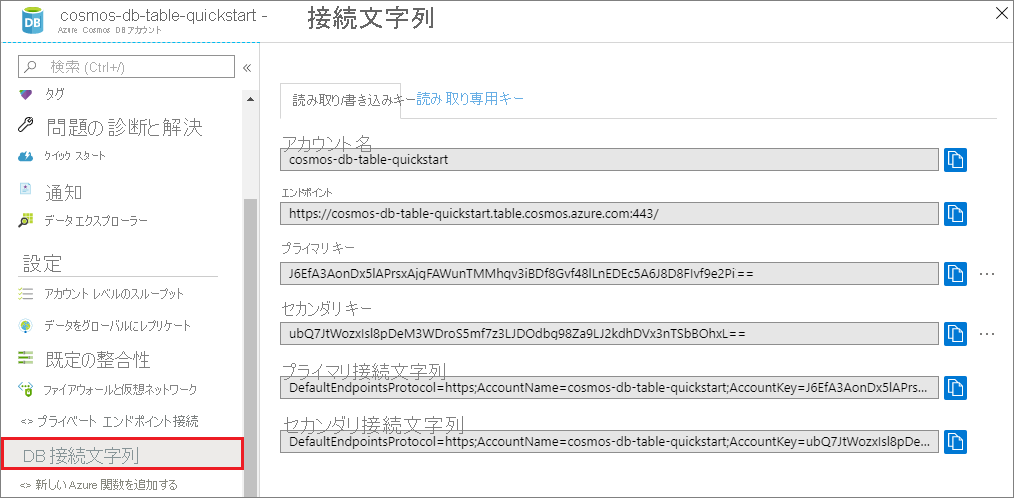 cosmos-db-table-quickstart -
Azure Cosmos DB アカウント
接続文字列
検索 (Ctrl+/)
タグ
問題の診断と解決
クイック スタート
通知
データ エクスプローラー
設定
アカウント レベルのスループット
データをグローバルにレプリケート
既定の整合性
ファイアウォールと仮想ネットワーク
<> プライベート エンドポイント接続
DB 接続文字列
<> 新しい Azure 関数を追加する
読み取り/書き込みキー
読み取り専用キー
アカウント名
cosmos-db-table-quickstart
エンドポイント
https://cosmos-db-table-quickstart.table.cosmos.azure.com:443/
プライマリ キー
J6EfA3AonDx5lAPrsxAjqFAWunTMMhqv3iBDf8Gvf48lLnEDEc5A6J8D8FIvf9e2Pi==
セカンダリ キー
ubQ7JtWozxIsl8pDeM3WDroS5mf7z3LJDOdbq98Za9LJ2kdhDVx3nTSbBOhxL==
プライマリ接続文字列
DefaultEndpointsProtocol=https;AccountName=cosmos-db-table-quickstart;AccountKey=J6EfA3AonDx5lAPrs...
セカンダリ接続文字列
DefaultEndpointsProtocol=https;AccountName=cosmos-db-table-quickstart;AccountKey=ubQ7JtWozxIsl8pDe...